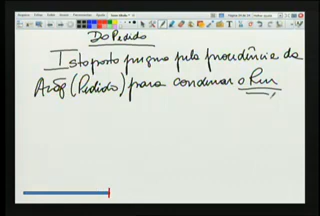 Do Pedido
Isto posto pugna pela procedência da
Ação (Pedido) para condenar o Réu